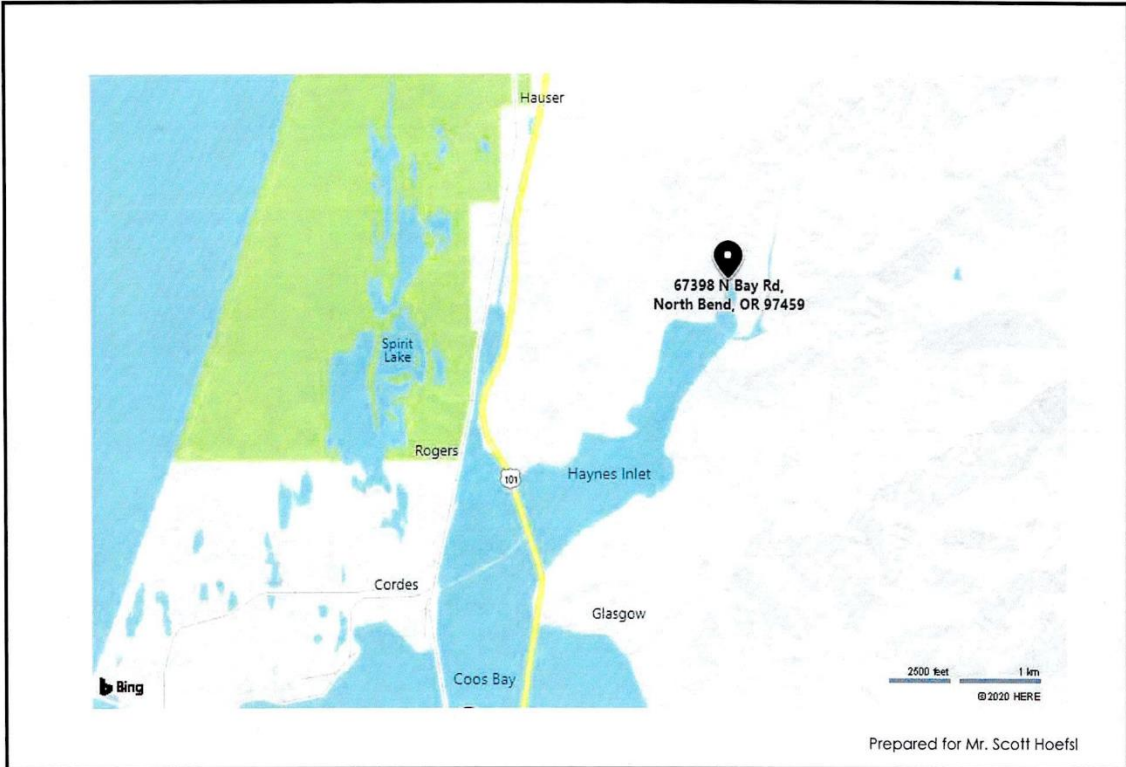 Hauser
67398 N Bay Rd,
North Bend, OR 97459
Spirit
Lake
Rogers
101
Haynes Inlet
Cordes
Glasgow
Coos Bay
Bing
2500 feet 1 km
©2020 HERE
Prepared for Mr. Scott Hoefsl